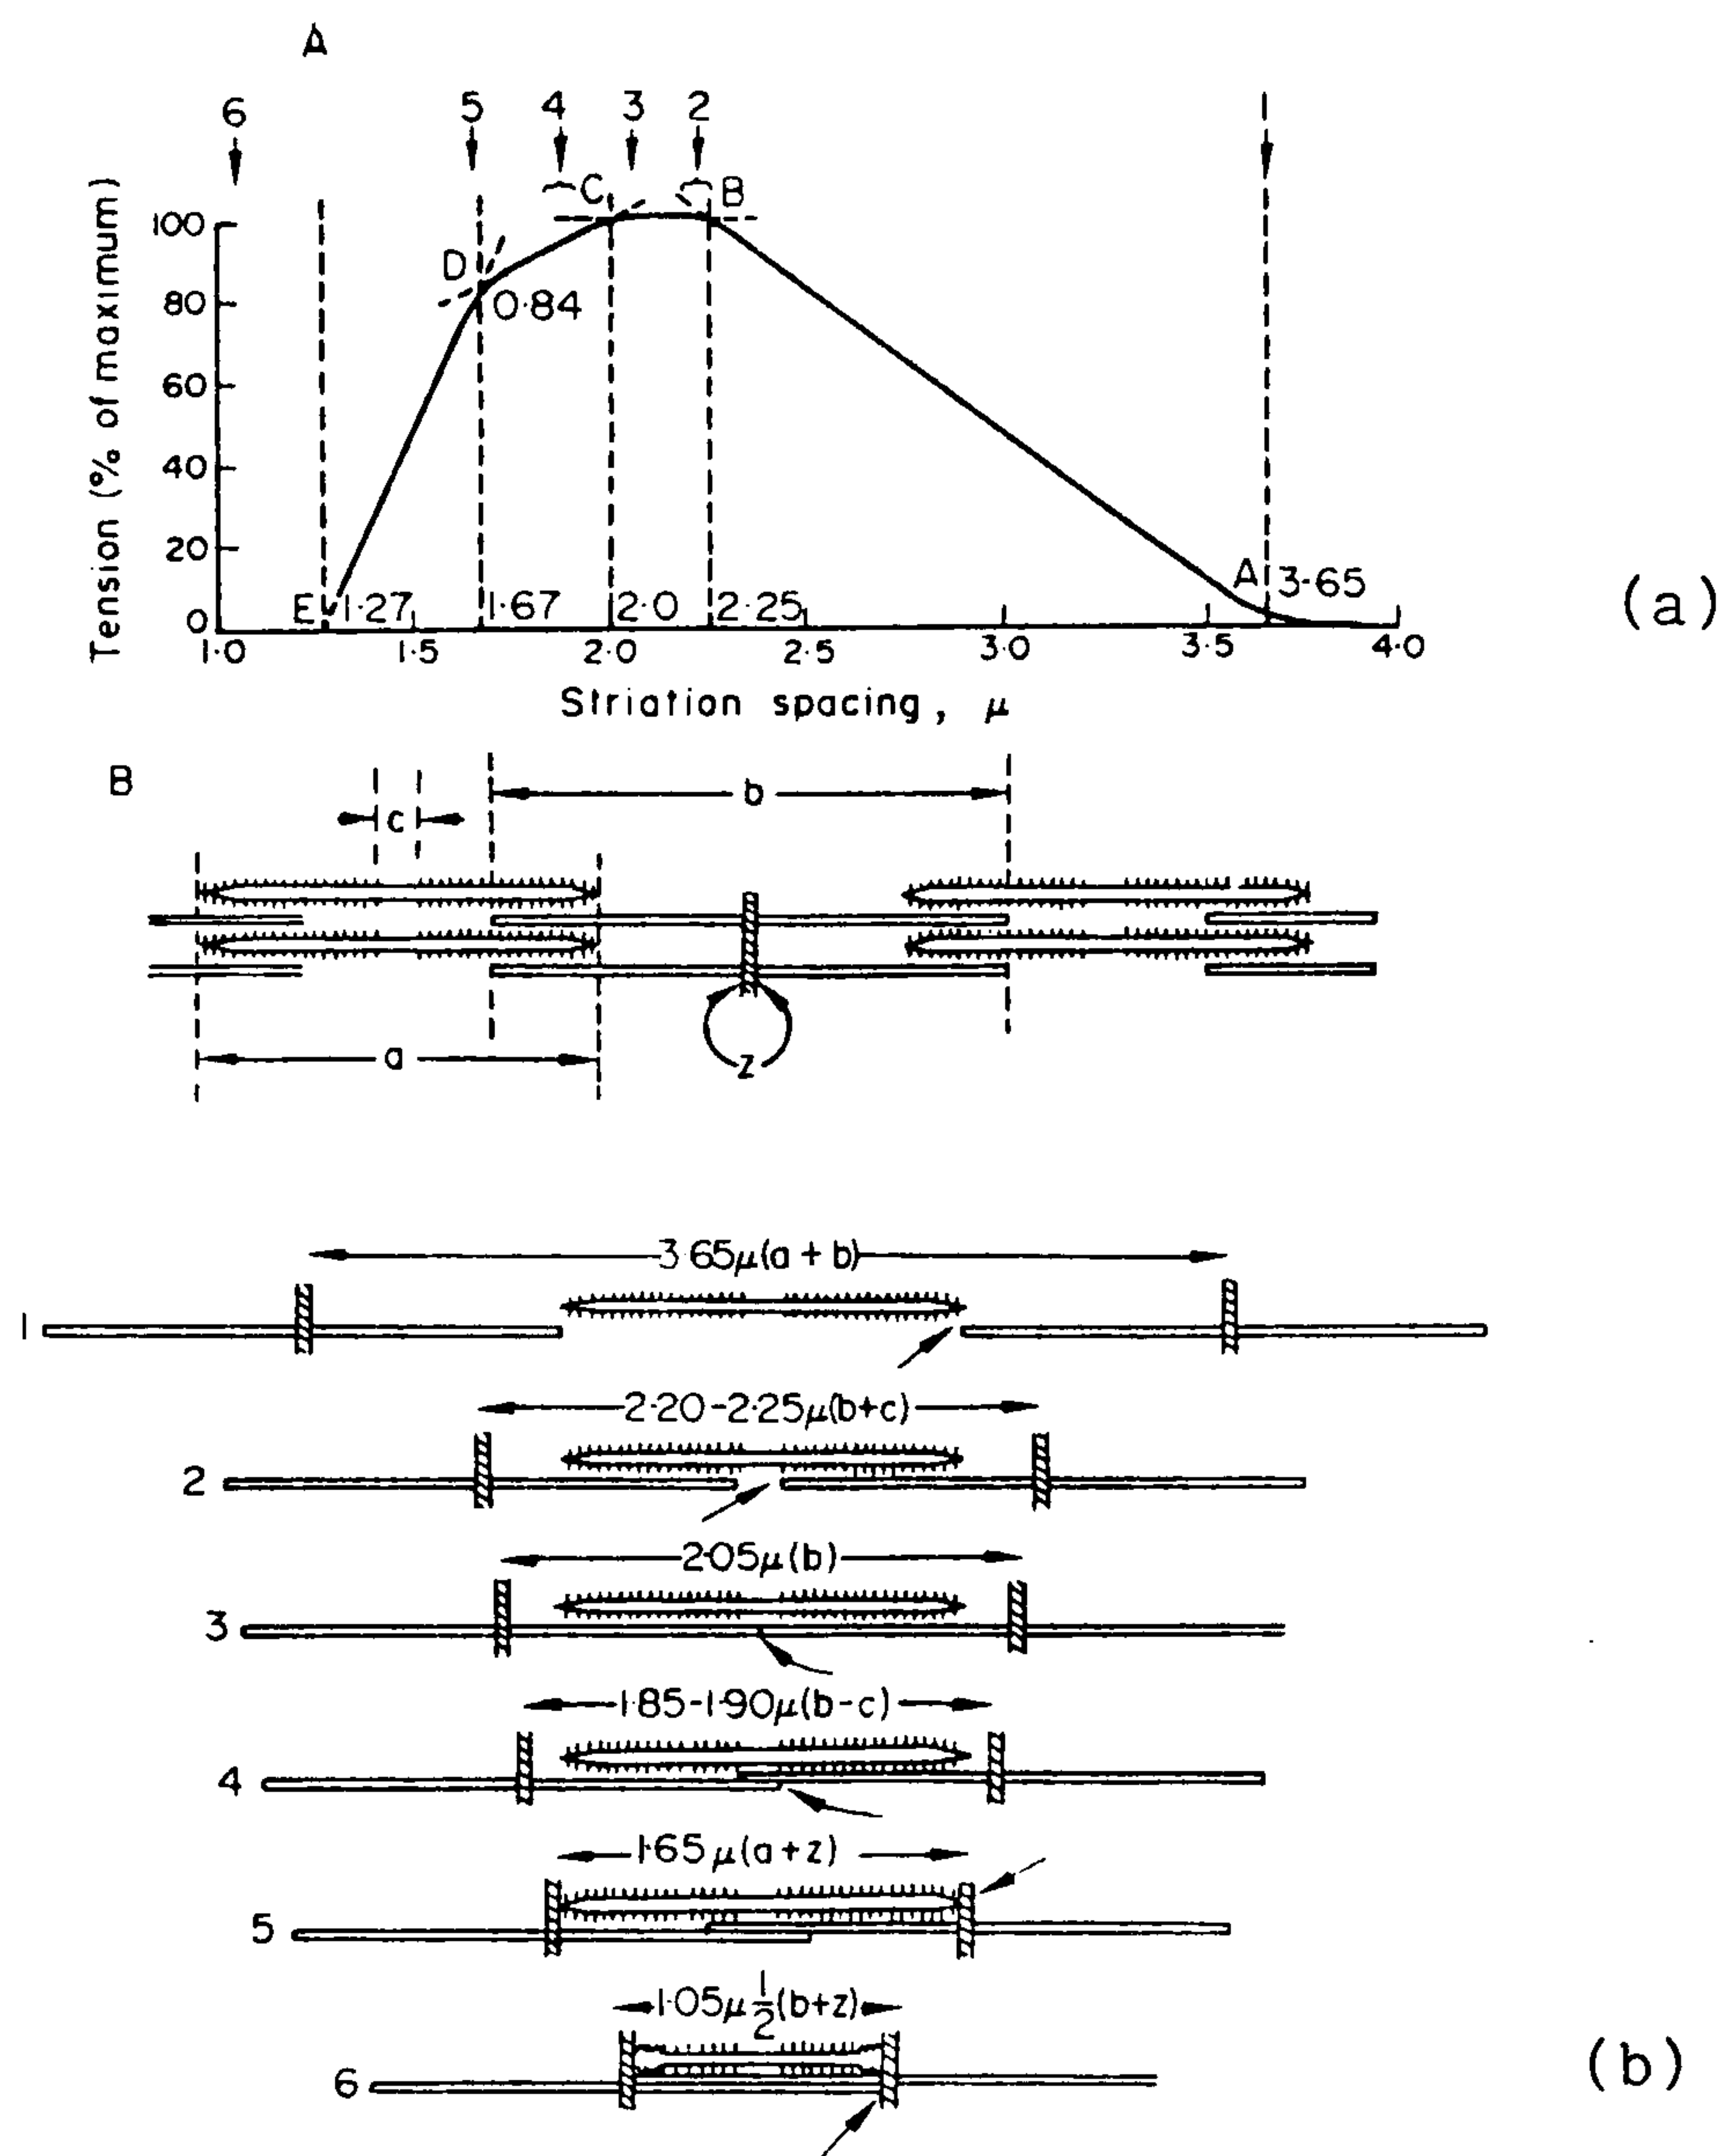 A
6 5 4 3 2 1
C B
100
D
80
0·84
60
40
20
A 3·65
E 1·27 1·67 2·0 2·25
0
1·0 1·5 2·0 2·5 3·0 3·5 4·0
Tension (% of maximum)
Striation spacing, μ
(a)
B
b
c
a
z
3·65μ(a + b)
1
2·20-2·25μ(b+c)
2
2·05μ(b)
3
1·85-1·90μ(b-c)
4
1·65μ(a+z)
5
1·05μ ½(b+z)
6
(b)